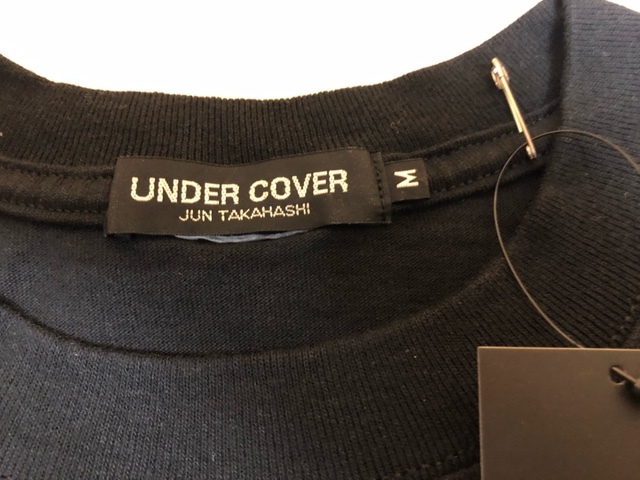 UNDER COVER
JUN TAKAHASHI
M